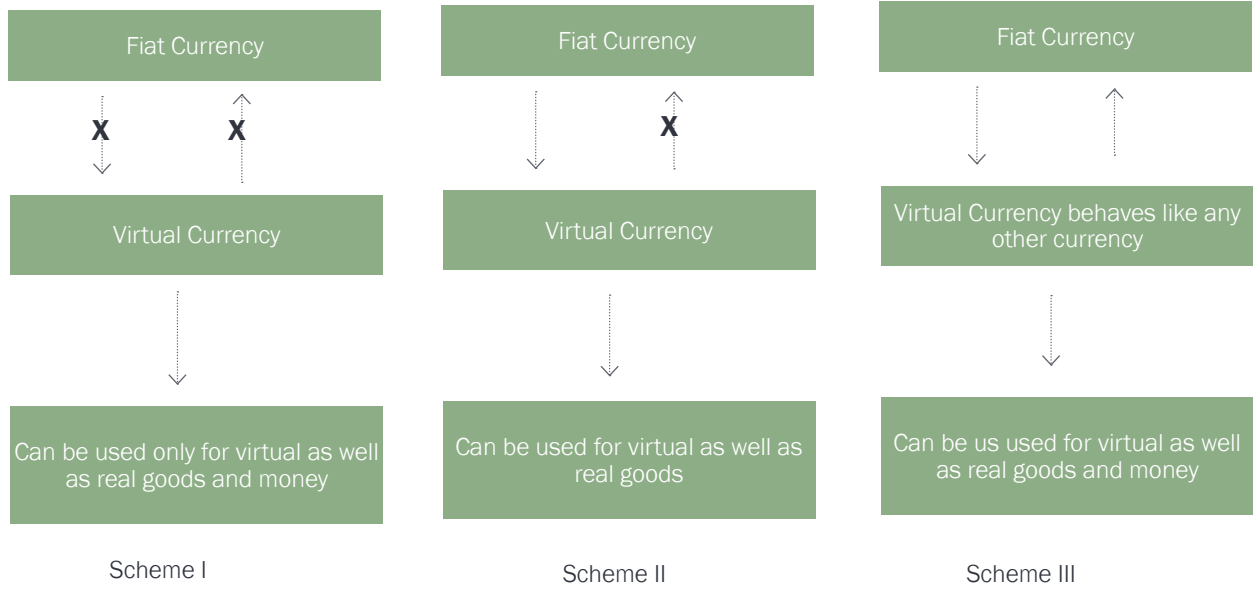 Fiat Currency
X
X
Virtual Currency
Can be used only for virtual as well
as real goods and money
Scheme I
Fiat Currency
X
Virtual Currency
Can be used for virtual as well as
real goods
Scheme II
Fiat Currency
Virtual Currency behaves like any
other currency
Can be us used for virtual as well
as real goods and money
Scheme III